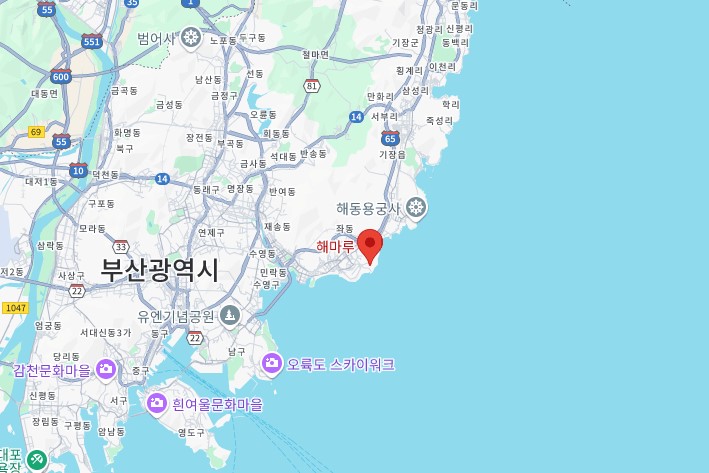 55
35
1
문동리
정광리
신평리
동백리
기장군
범어사
노포동
두구동
551
철마면
횡계리
이천리
600
남산동
선동
81
대동면
금곡동
금정구
만화리
삼성리
학리
금성동
오륜동
14
서부리
죽성리
69
화명동
회동동
65
55
북구
장전동
부곡동
석대동
반송동
기장읍
금사동
10
덕천동
14
대저1동
동래구
명장동
반여동
구포동
해동용궁사
모라동
연제구
재송동
좌동
삼락동
33
수영동
해마루
저2동
사상구
부산광역시
민락동
22
수영구
1047
유엔기념공원
엄궁동
서대신동3가
동구
22
당리동
남구
감천문화마을
중구
오륙도 스카이워크
신평동
서구
흰여울문화마을
장림동
구평동
암남동
영도구
대포
욕장